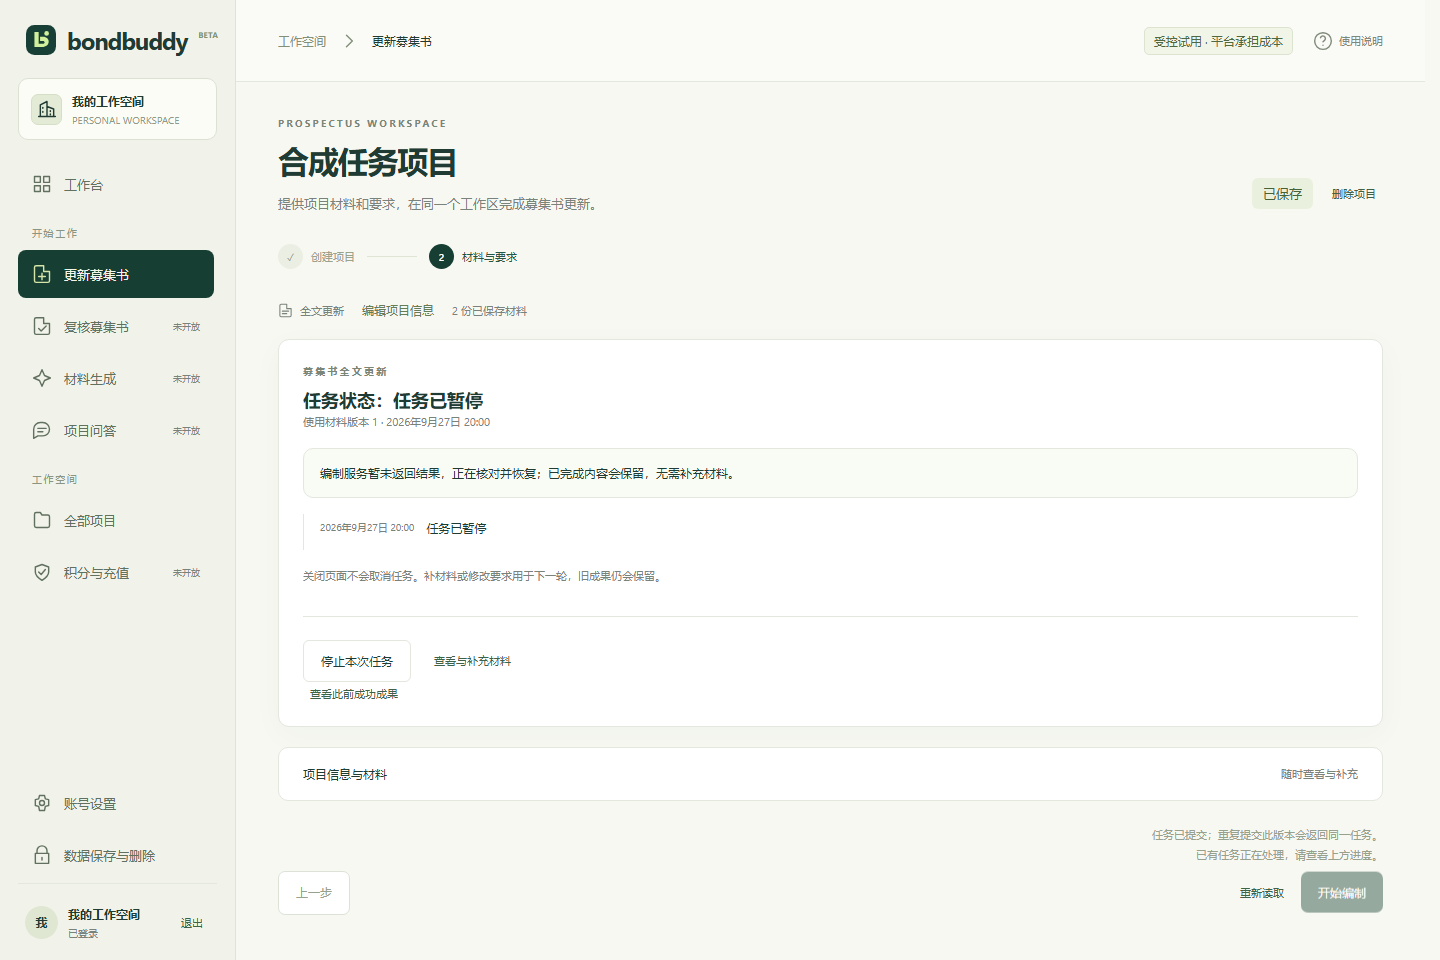 bondbuddy BETA
我的工作空间
PERSONAL WORKSPACE
工作台
开始工作
更新募集书
复核募集书 未开放
材料生成 未开放
项目问答 未开放
工作空间
全部项目
积分与充值 未开放
账号设置
数据保存与删除
我 我的工作空间
已登录
退出
工作空间 更新募集书
受控试用 · 平台承担成本 使用说明
PROSPECTUS WORKSPACE
合成任务项目
提供项目材料和要求，在同一个工作区完成募集书更新。
已保存 删除项目
✓ 创建项目 2 材料与要求
全文更新 编辑项目信息 2 份已保存材料
募集书全文更新
任务状态：任务已暂停
使用材料版本 1 · 2026年9月27日 20:00
编制服务暂未返回结果，正在核对并恢复；已完成内容会保留，无需补充材料。
2026年9月27日 20:00 任务已暂停
关闭页面不会取消任务。补材料或修改要求用于下一轮，旧成果仍会保留。
停止本次任务 查看与补充材料
查看此前成功成果
项目信息与材料 随时查看与补充
任务已提交；重复提交此版本会返回同一任务。
已有任务正在处理，请查看上方进度。
上一步 重新读取 开始编制